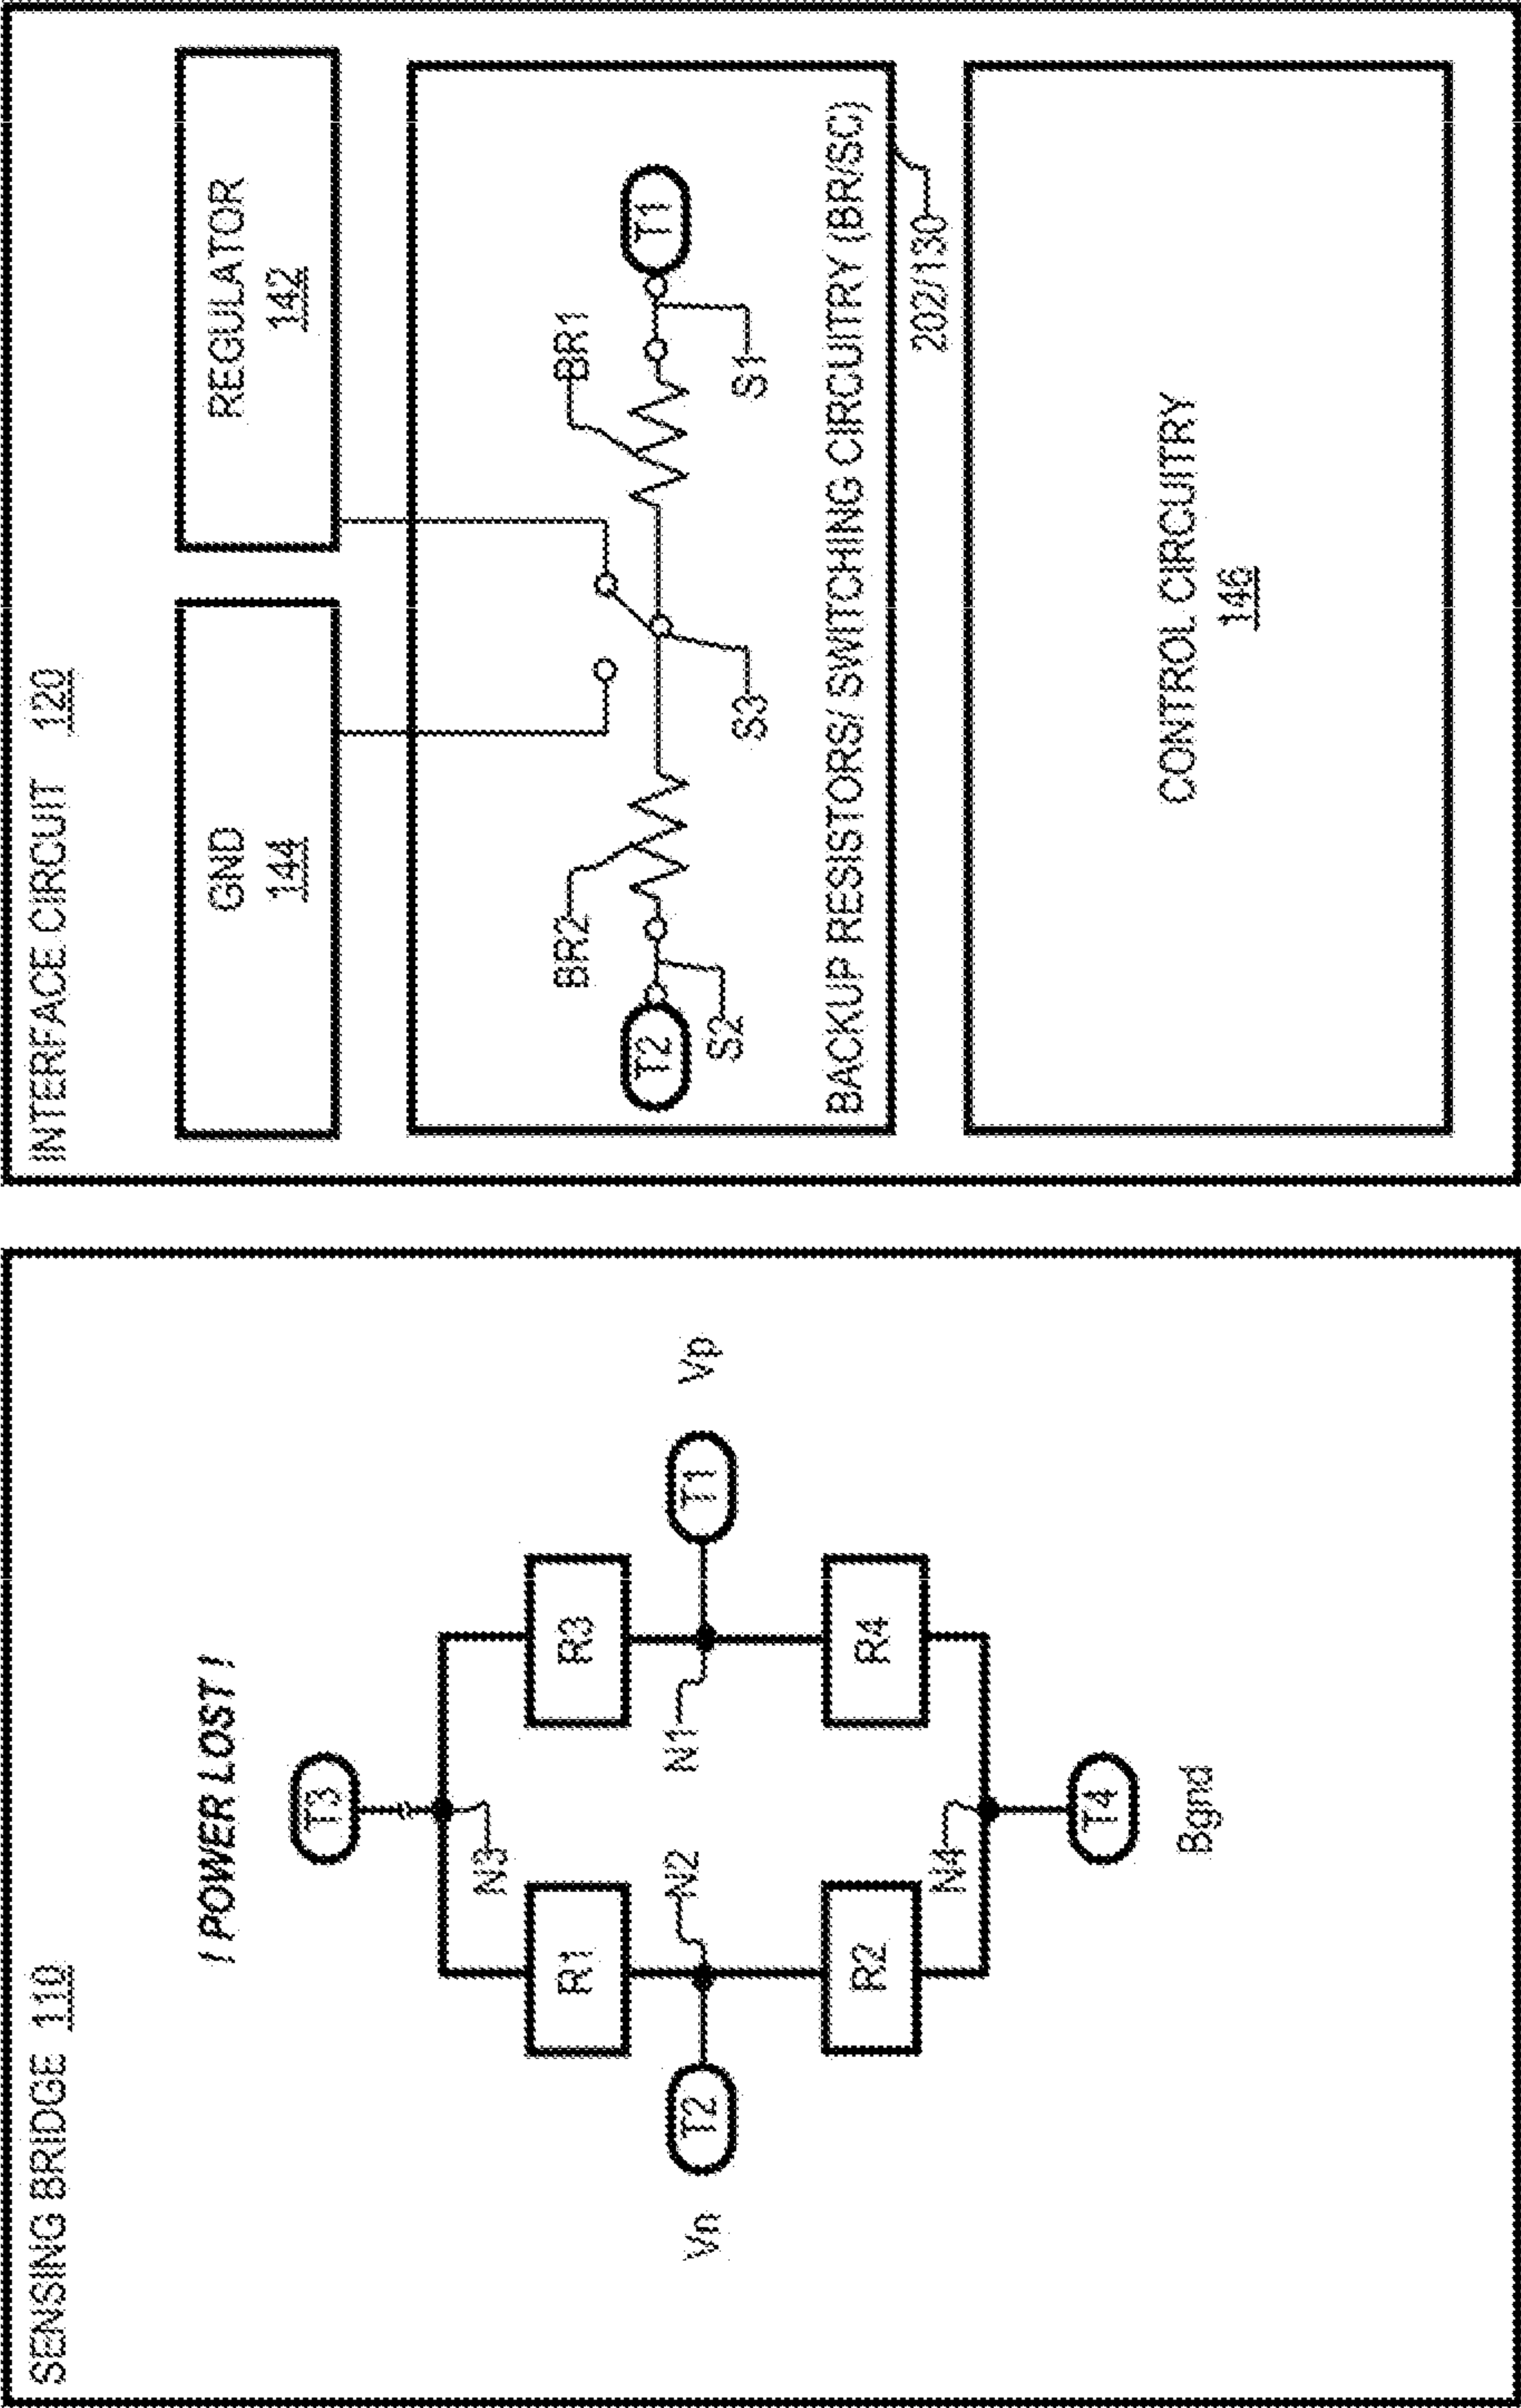 SENSING BRIDGE 110
! POWER LOST !
T3
N3
R1
R3
N2
N1
Vn
T2
T1
Vp
R2
R4
N4
T4
Bgnd
INTERFACE CIRCUIT 120
GND
144
REGULATOR
142
BR2
BR1
T2
T1
S2
S3
S1
BACKUP RESISTORS/ SWITCHING CIRCUITRY (BR/SC)
202/130
CONTROL CIRCUITRY
146